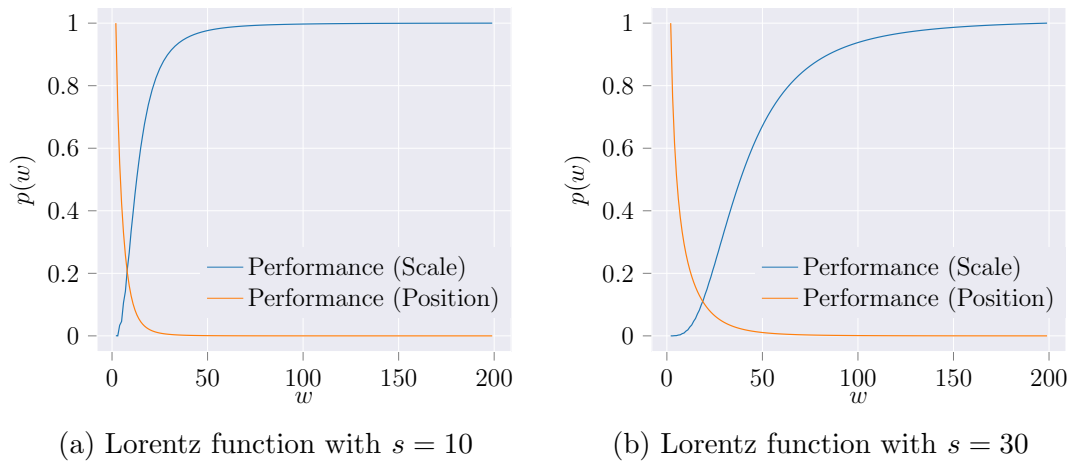 1
0.8
0.6
0.4
0.2
0
p(w)
Performance (Scale)
Performance (Position)
0
50
100
150
200
w
(a) Lorentz function with s = 10
1
0.8
0.6
0.4
0.2
0
p(w)
Performance (Scale)
Performance (Position)
0
50
100
150
200
w
(b) Lorentz function with s = 30